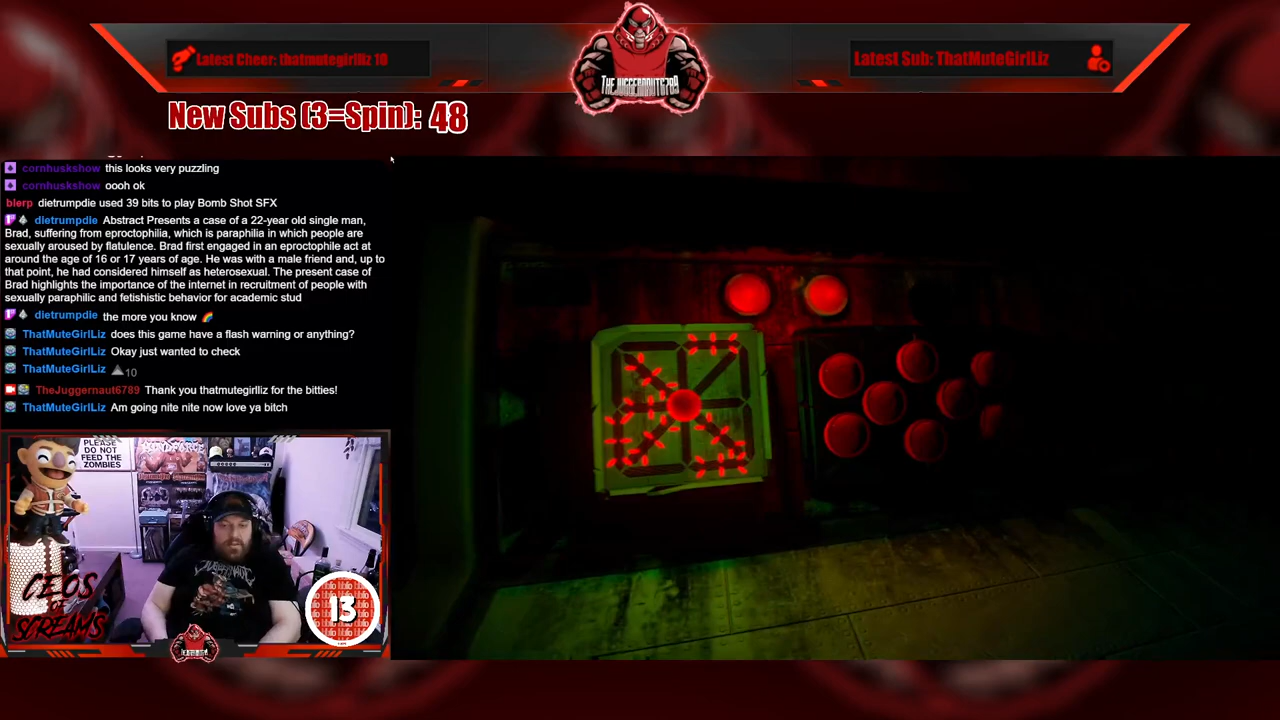 Latest Cheer: thatmutegirlliz 10
THEJUGGERNAUT6789
Latest Sub: ThatMuteGirlLiz
New Subs (3=Spin): 48
cornhuskshow this looks very puzzling
cornhuskshow oooh ok
blerp dietrumpdie used 39 bits to play Bomb Shot SFX
dietrumpdie Abstract Presents a case of a 22-year old single man,
Brad, suffering from eproctophilia, which is paraphilia in which people are
sexually aroused by flatulence. Brad first engaged in an eproctophile act at
around the age of 16 or 17 years of age. He was with a male friend and, up to
that point, he had considered himself as heterosexual. The present case of
Brad highlights the importance of the internet in recruitment of people with
sexually paraphilic and fetishistic behavior for academic stud
dietrumpdie the more you know 🌈
ThatMuteGirlLiz does this game have a flash warning or anything?
ThatMuteGirlLiz Okay just wanted to check
ThatMuteGirlLiz 10
TheJuggernaut6789 Thank you thatmutegirlliz for the bitties!
ThatMuteGirlLiz Am going nite nite now love ya bitch
PLEASE
DO NOT
FEED THE
ZOMBIES
CEOS
OF
SCREAMS
13